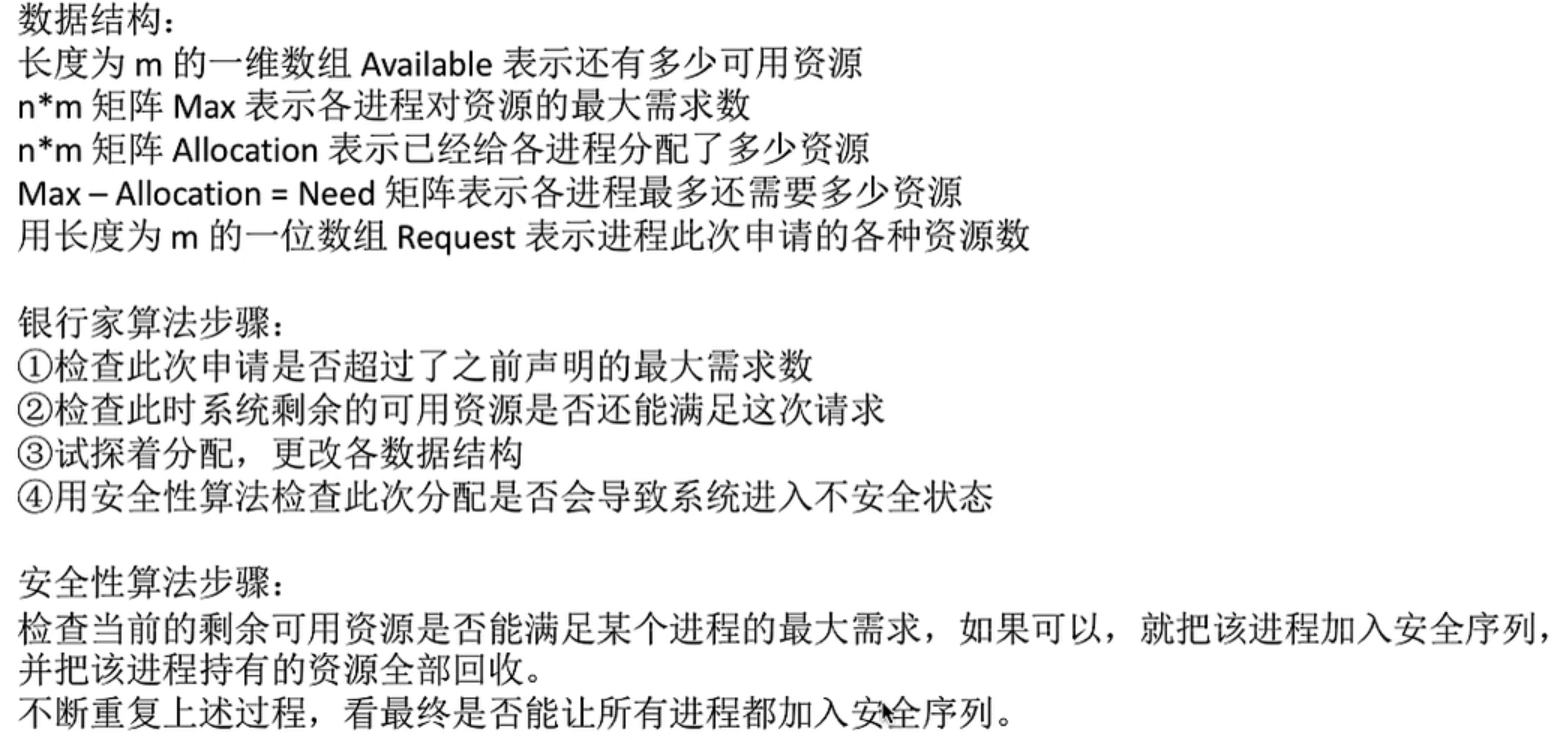 数据结构：
长度为 m 的一维数组 Available 表示还有多少可用资源
n*m 矩阵 Max 表示各进程对资源的最大需求数
n*m 矩阵 Allocation 表示已经给各进程分配了多少资源
Max – Allocation = Need 矩阵表示各进程最多还需要多少资源
用长度为 m 的一位数组 Request 表示进程此次申请的各种资源数
银行家算法步骤：
①检查此次申请是否超过了之前声明的最大需求数
②检查此时系统剩余的可用资源是否还能满足这次请求
③试探着分配，更改各数据结构
④用安全性算法检查此次分配是否会导致系统进入不安全状态
安全性算法步骤：
检查当前的剩余可用资源是否能满足某个进程的最大需求，如果可以，就把该进程加入安全序列，
并把该进程持有的资源全部回收。
不断重复上述过程，看最终是否能让所有进程都加入安全序列。